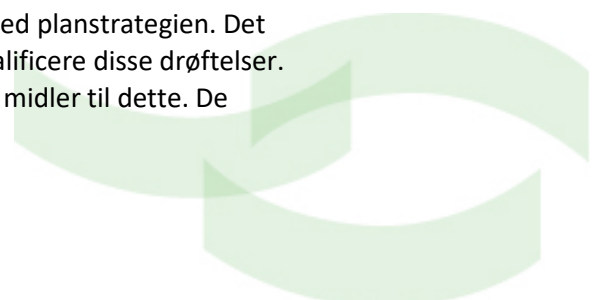 ed planstrategien. Det
alificere disse drøftelser.
midler til dette. De